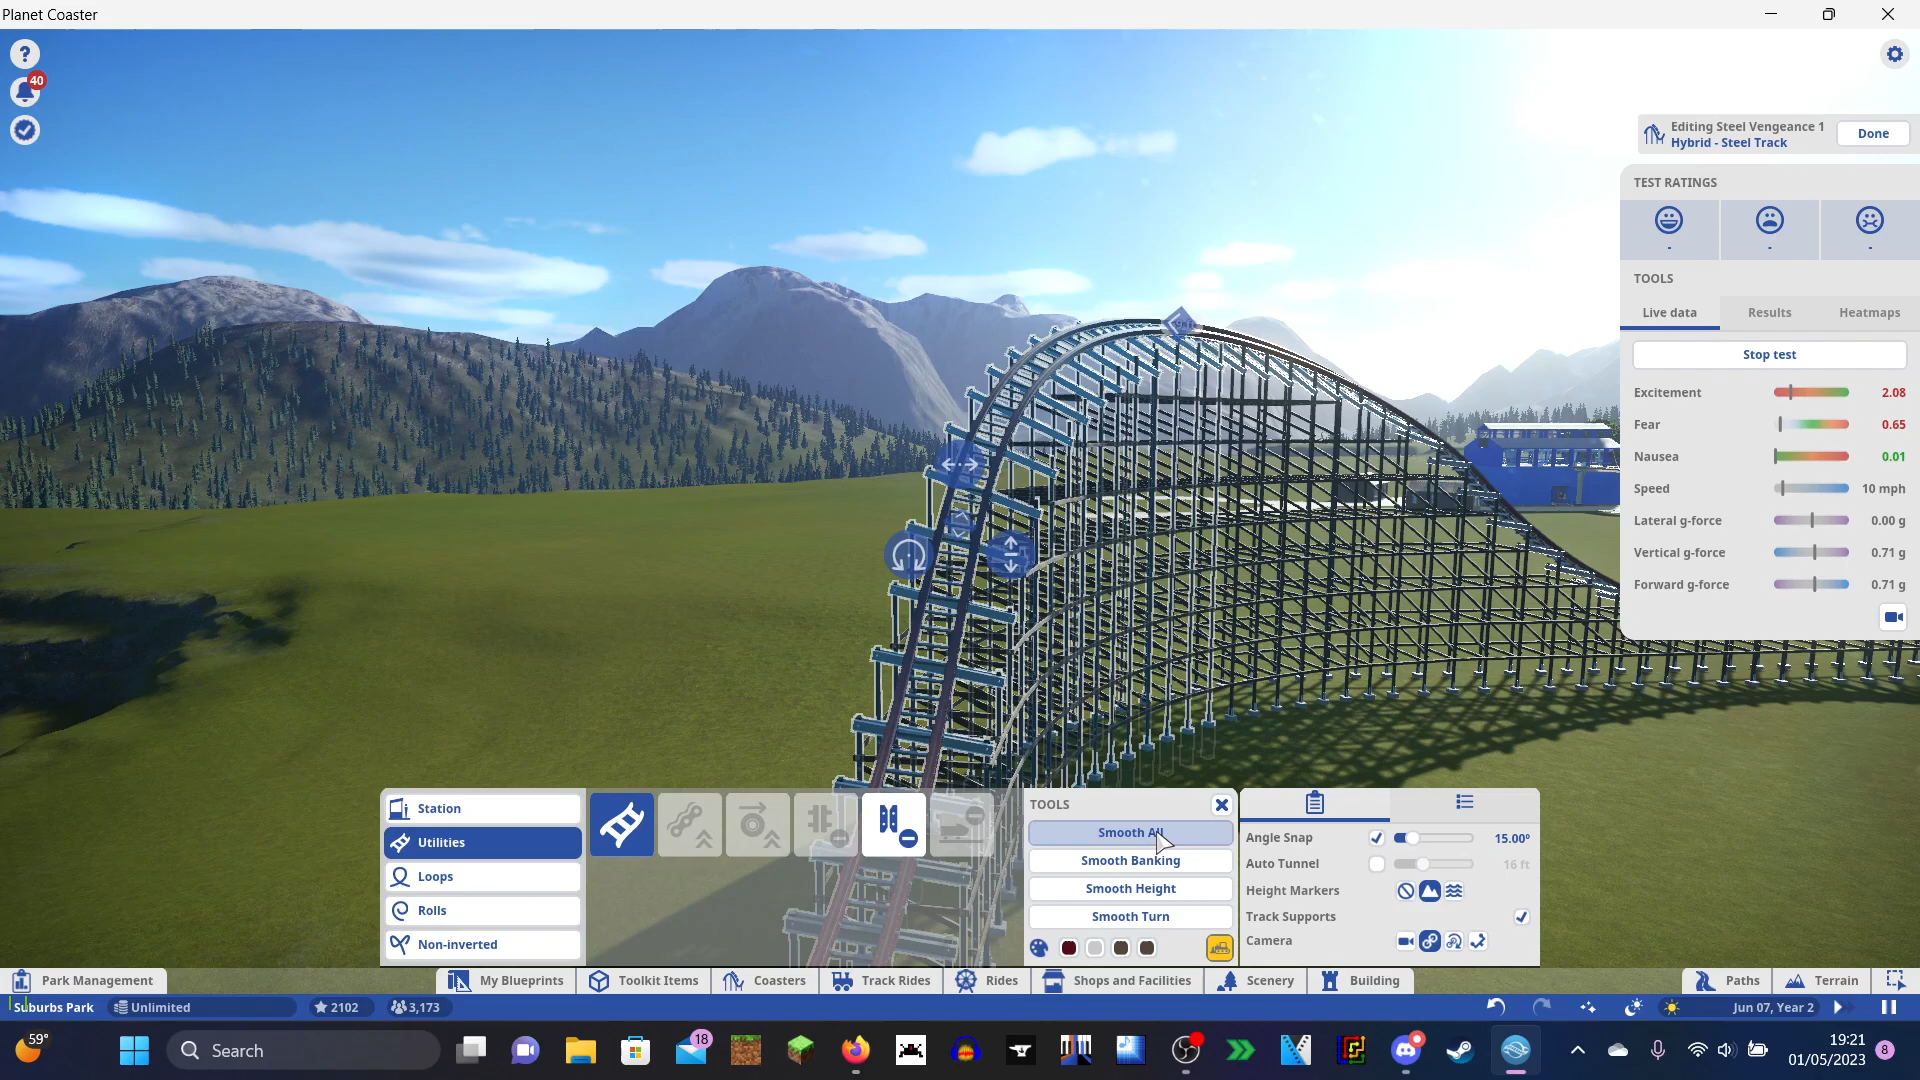 Planet Coaster
?
40
Editing Steel Vengeance 1
Hybrid - Steel Track
Done
TEST RATINGS
- - -
TOOLS
Live data Results Heatmaps
Stop test
Excitement 2.08
Fear 0.65
Nausea 0.01
Speed 10 mph
Lateral g-force 0.00 g
Vertical g-force 0.71 g
Forward g-force 0.71 g
Station
Utilities
Loops
Rolls
Non-inverted
TOOLS
Smooth All
Smooth Banking
Smooth Height
Smooth Turn
Angle Snap 15.00°
Auto Tunnel 16 ft
Height Markers
Track Supports
Camera
Park Management
My Blueprints
Toolkit Items
Coasters
Track Rides
Rides
Shops and Facilities
Scenery
Building
Paths
Terrain
Suburbs Park
Unlimited
2102
3,173
Jun 07, Year 2
59°
Search
18
19:21
01/05/2023
8